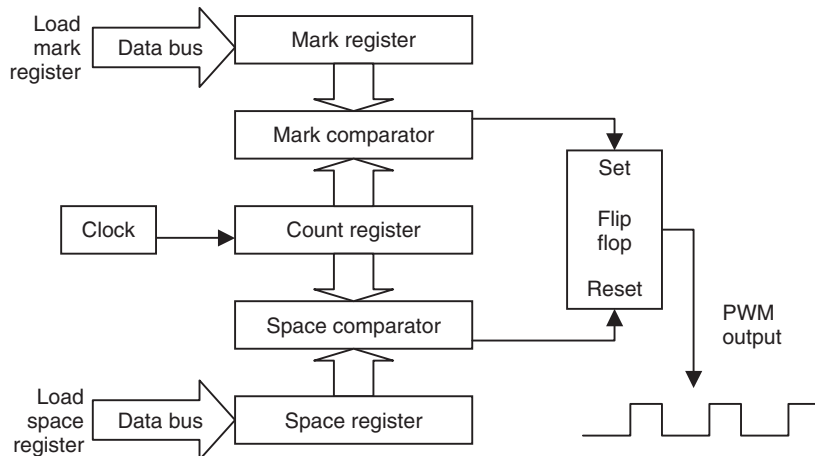 Load
mark
register
Data bus
Mark register
Mark comparator
Set
Clock
Count register
Flip
flop
Reset
Space comparator
PWM
output
Load
space
register
Data bus
Space register